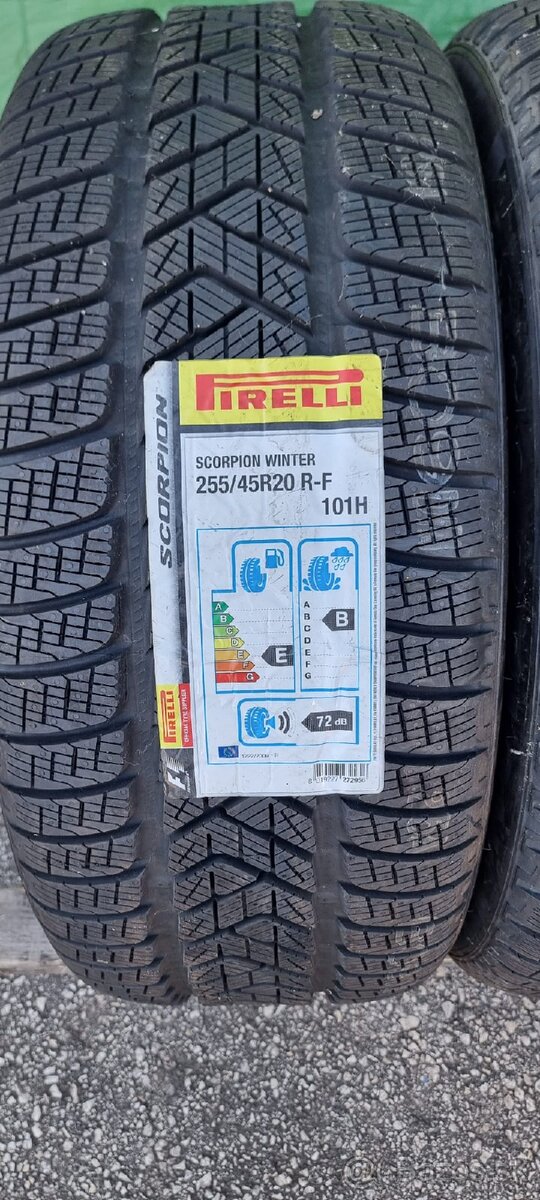 PIRELLI
SCORPION
SCORPION WINTER
255/45R20 R-F
101H
A
B
C
D
E
F
G
E
A
B
C
D
E
F
G
B
72 dB
PIRELLI